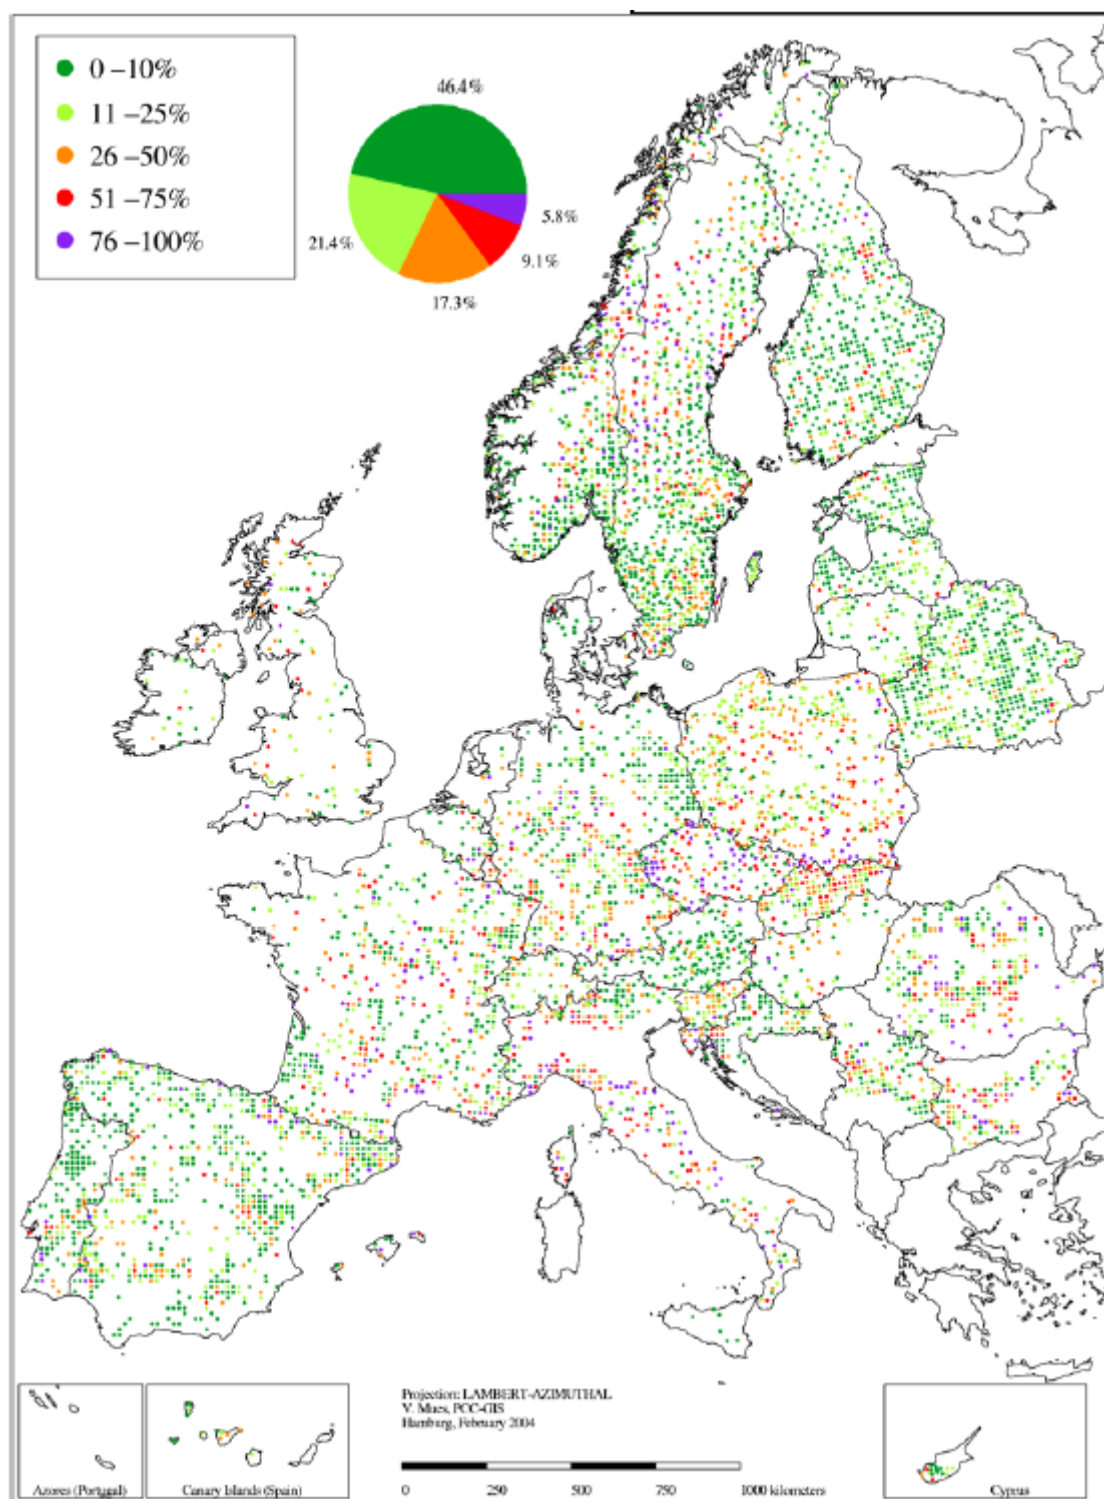 0 –10%
11 –25%
26 –50%
51 –75%
76 –100%
46.4%
5.8%
9.1%
17.3%
21.4%
Projection: LAMBERT-AZIMUTHAL
V. Mues, PCC-GIS
Hamburg, February 2004
Azores (Portugal)
Canary Islands (Spain)
0 250 500 750 1000 kilometers
Cyprus